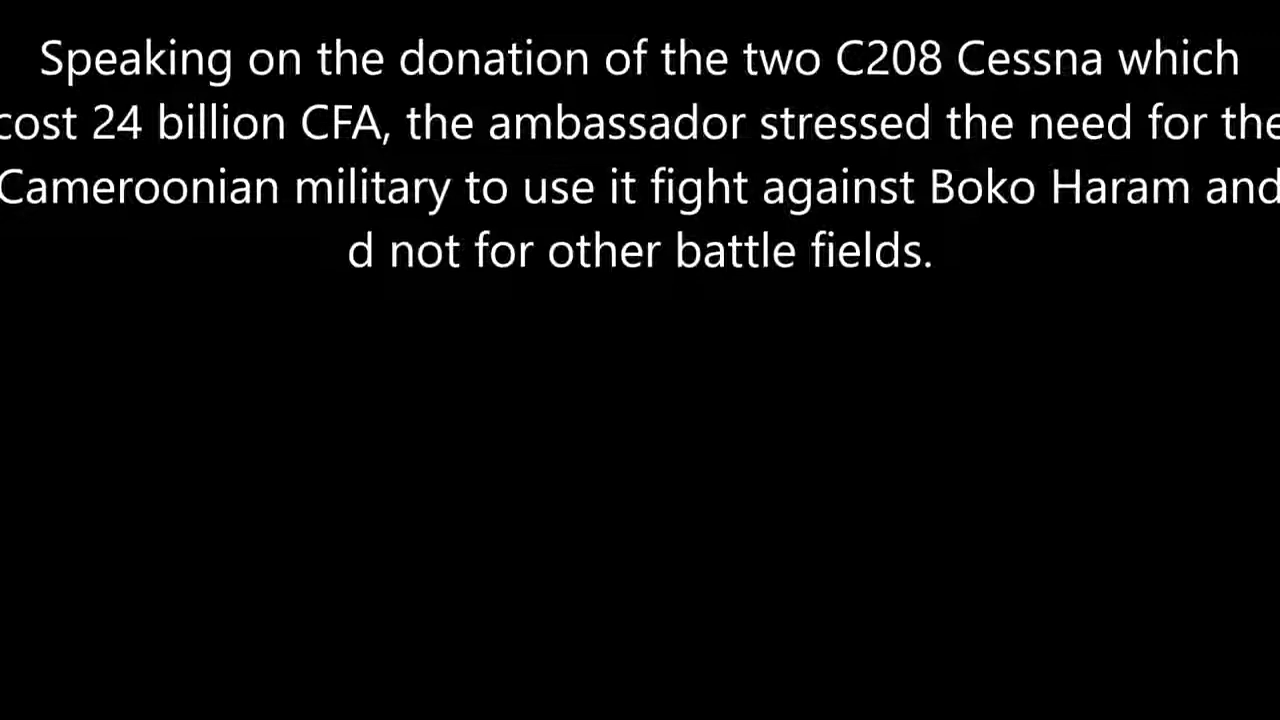 Speaking on the donation of the two C208 Cessna which
cost 24 billion CFA, the ambassador stressed the need for the
Cameroonian military to use it fight against Boko Haram and
d not for other battle fields.